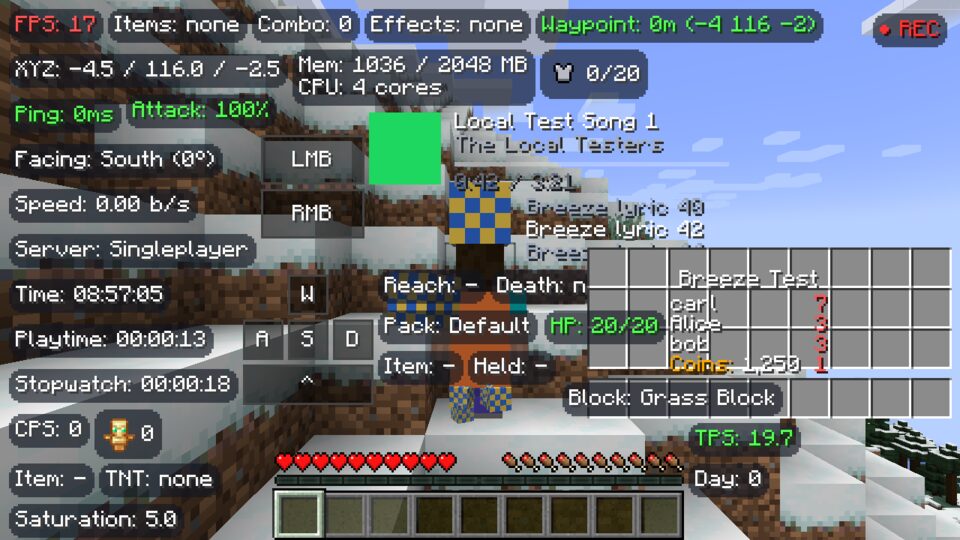 FPS: 17 Items: none Combo: 0 Effects: none Waypoint: 0m (-4 116 -2) REC
XYZ: -4.5 / 116.0 / -2.5 Mem: 1036 / 2048 MB
CPU: 4 cores
0/20
Ping: 0ms Attack: 100%
Local Test Song 1
The Local Testers
0:42 / 3:21
Facing: South (0°) LMB
Speed: 0.00 b/s RMB
Breeze lyric 40
Breeze lyric 42
Breeze
Server: Singleplayer
Time: 08:57:05 W
Reach: - Death: n
Breeze Test
carl 7
Alice 3
bob 3
Coins: 1,250 1
Pack: Default HP: 20/20
Playtime: 00:00:13 A S D
Item: - Held: -
Stopwatch: 00:00:18 ^
Block: Grass Block
CPS: 0 0
TPS: 19.7
Item: - TNT: none
Day: 0
Saturation: 5.0